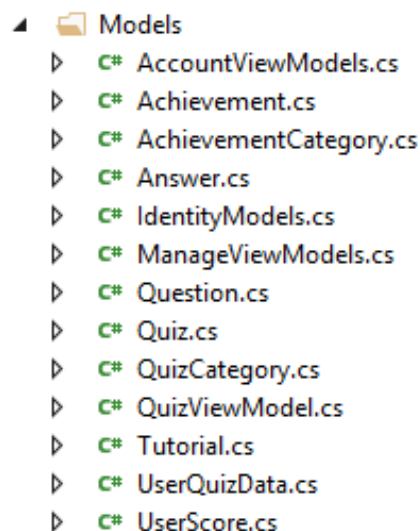 Models
C# AccountViewModels.cs
C# Achievement.cs
C# AchievementCategory.cs
C# Answer.cs
C# IdentityModels.cs
C# ManageViewModels.cs
C# Question.cs
C# Quiz.cs
C# QuizCategory.cs
C# QuizViewModel.cs
C# Tutorial.cs
C# UserQuizData.cs
C# UserScore.cs